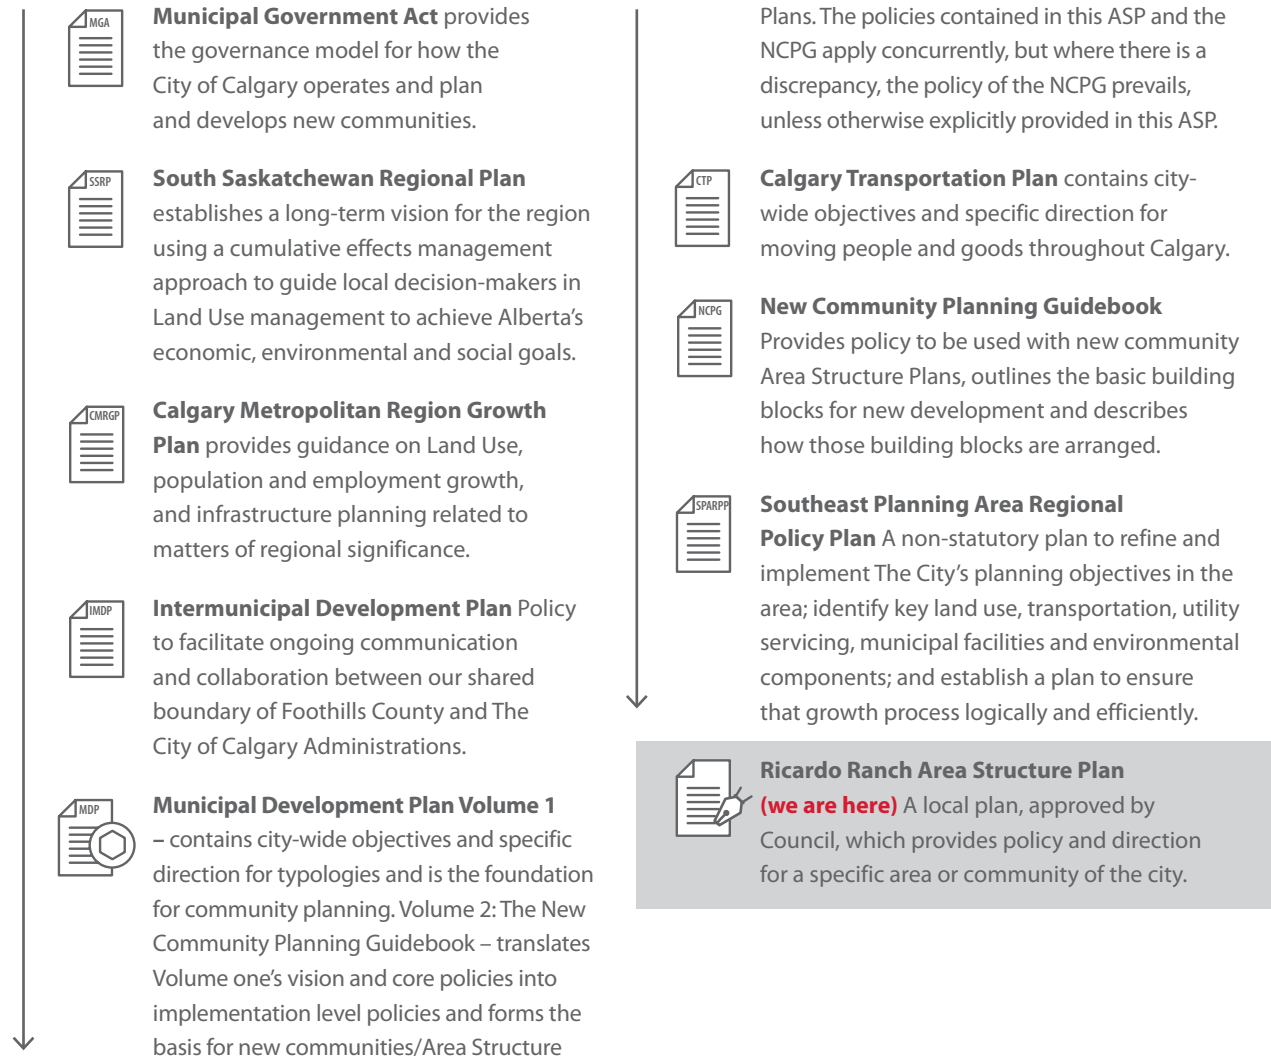 MGA
Municipal Government Act provides
the governance model for how the
City of Calgary operates and plan
and develops new communities.
SSRP
South Saskatchewan Regional Plan
establishes a long-term vision for the region
using a cumulative effects management
approach to guide local decision-makers in
Land Use management to achieve Alberta's
economic, environmental and social goals.
CMRGP
Calgary Metropolitan Region Growth
Plan provides guidance on Land Use,
population and employment growth,
and infrastructure planning related to
matters of regional significance.
IMDP
Intermunicipal Development Plan Policy
to facilitate ongoing communication
and collaboration between our shared
boundary of Foothills County and The
City of Calgary Administrations.
MDP
Municipal Development Plan Volume 1
– contains city-wide objectives and specific
direction for typologies and is the foundation
for community planning. Volume 2: The New
Community Planning Guidebook – translates
Volume one's vision and core policies into
implementation level policies and forms the
basis for new communities/Area Structure
Plans. The policies contained in this ASP and the
NCPG apply concurrently, but where there is a
discrepancy, the policy of the NCPG prevails,
unless otherwise explicitly provided in this ASP.
CTP
Calgary Transportation Plan contains city-
wide objectives and specific direction for
moving people and goods throughout Calgary.
NCPG
New Community Planning Guidebook
Provides policy to be used with new community
Area Structure Plans, outlines the basic building
blocks for new development and describes
how those building blocks are arranged.
SPARPP
Southeast Planning Area Regional
Policy Plan A non-statutory plan to refine and
implement The City's planning objectives in the
area; identify key land use, transportation, utility
servicing, municipal facilities and environmental
components; and establish a plan to ensure
that growth process logically and efficiently.
Ricardo Ranch Area Structure Plan
(we are here) A local plan, approved by
Council, which provides policy and direction
for a specific area or community of the city.